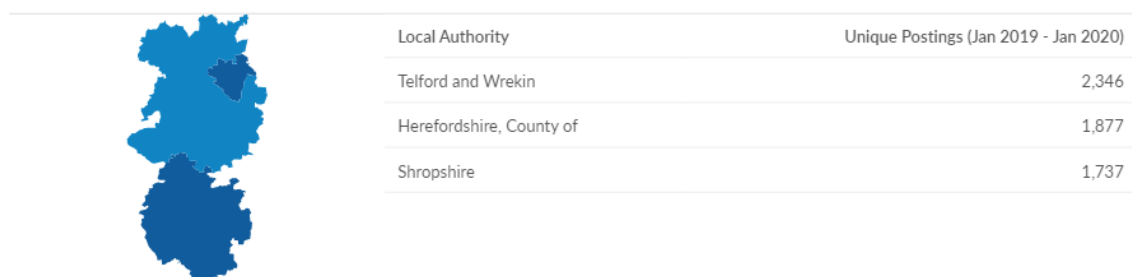 Local Authority Unique Postings (Jan 2019 - Jan 2020)
Telford and Wrekin 2,346
Herefordshire, County of 1,877
Shropshire 1,737